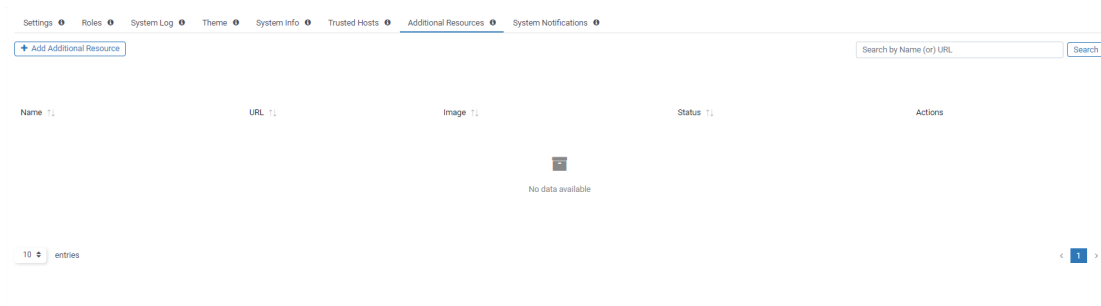 Settings Roles System Log Theme System Info Trusted Hosts Additional Resources System Notifications
+ Add Additional Resource Search by Name (or) URL Search
Name URL Image Status Actions
No data available
10 entries 1